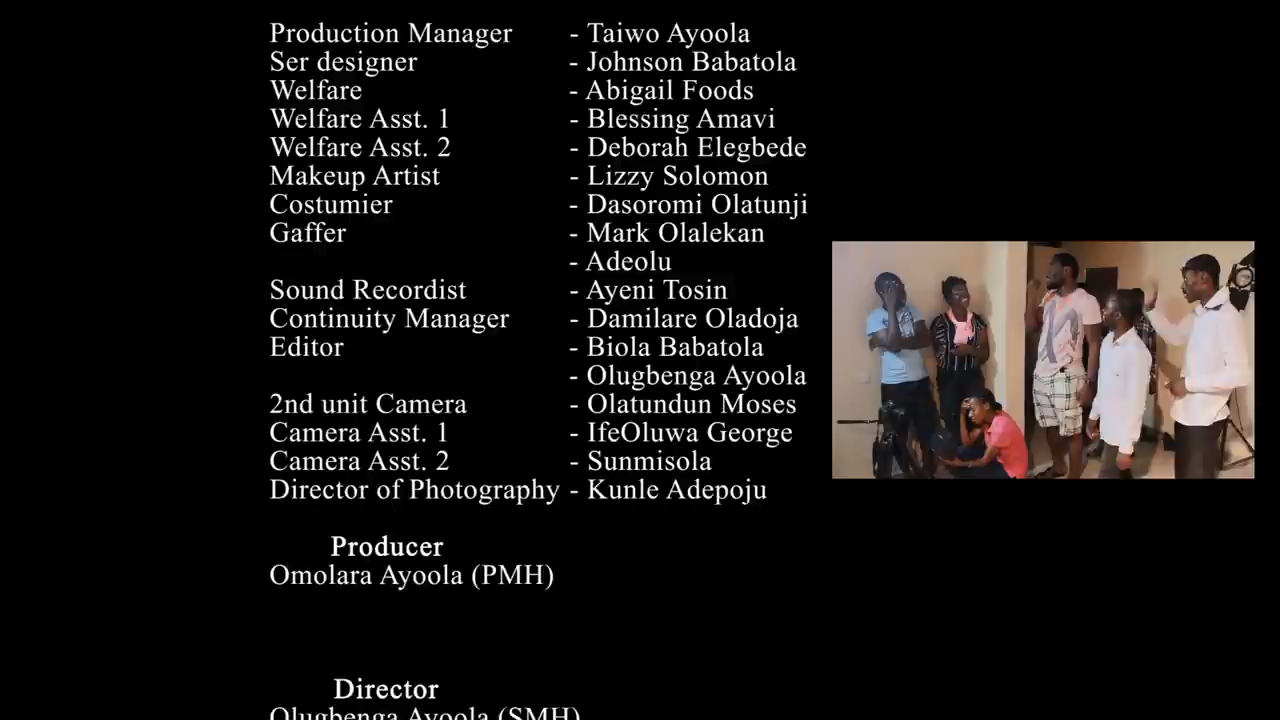 Production Manager - Taiwo Ayoola
Ser designer - Johnson Babatola
Welfare - Abigail Foods
Welfare Asst. 1 - Blessing Amavi
Welfare Asst. 2 - Deborah Elegbede
Makeup Artist - Lizzy Solomon
Costumier - Dasoromi Olatunji
Gaffer - Mark Olalekan
- Adeolu
Sound Recordist - Ayeni Tosin
Continuity Manager - Damilare Oladoja
Editor - Biola Babatola
- Olugbenga Ayoola
2nd unit Camera - Olatundun Moses
Camera Asst. 1 - IfeOluwa George
Camera Asst. 2 - Sunmisola
Director of Photography - Kunle Adepoju
Producer
Omolara Ayoola (PMH)
Director
Olugbenga Ayoola (SMH)